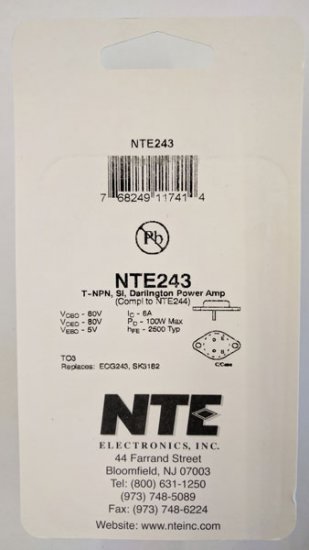 NTE243
7 68249 11741 4
Pb
NTE243
T-NPN, Si, Darlington Power Amp
(Compl to NTE244)
VCBO - 80V IC - 8A
VCEO - 80V PD - 100W Max
VEBO - 5V hFE - 2500 Typ
TO3
Replaces: ECG243, SK3182
C/Case
NTE
ELECTRONICS, INC.
44 Farrand Street
Bloomfield, NJ 07003
Tel: (800) 631-1250
(973) 748-5089
Fax: (973) 748-6224
Website: www.nteinc.com